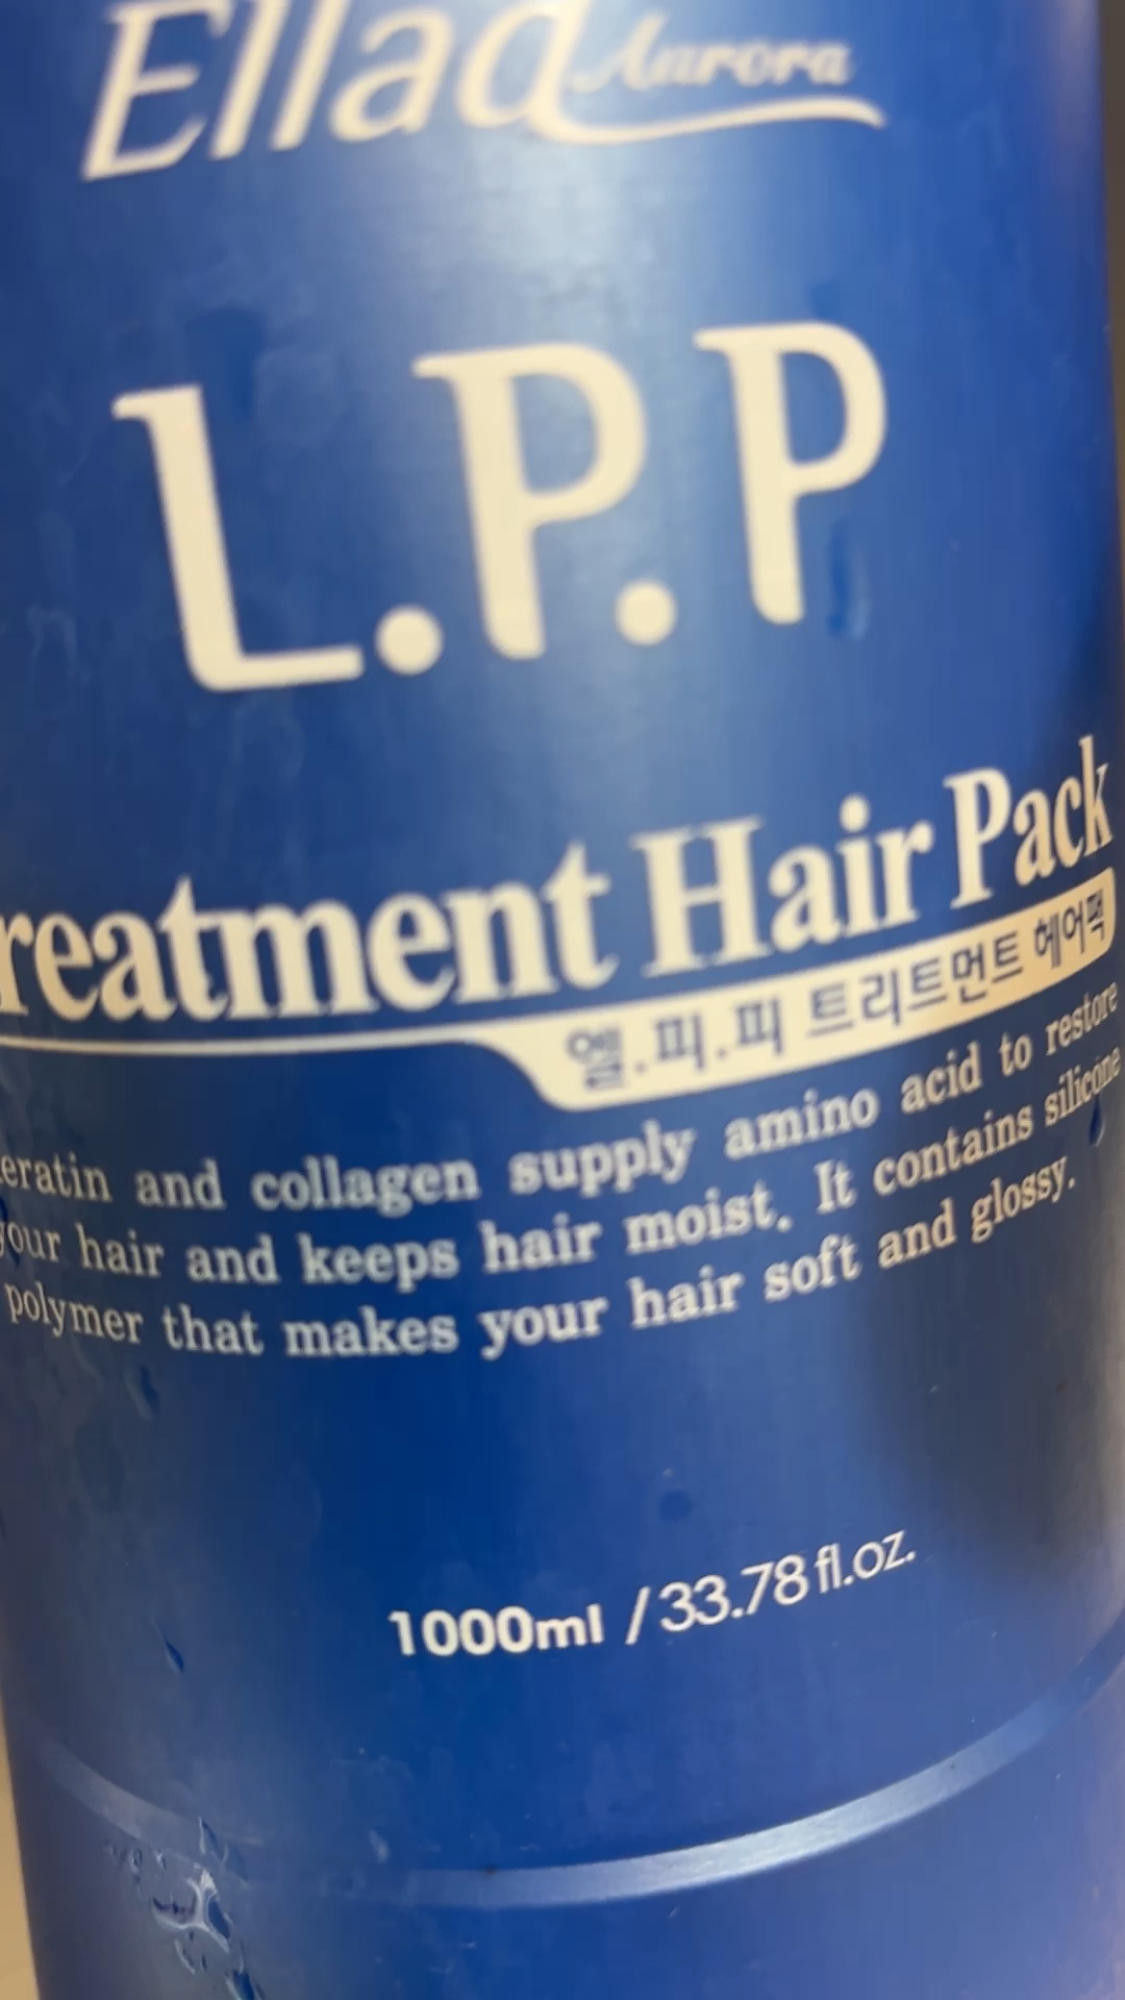 Ellad Aurora
L.P.P
reatment Hair Pack
엘.피.피 트리트먼트 헤어팩
eratin and collagen supply amino acid to restore
your hair and keeps hair moist. It contains silicone
polymer that makes your hair soft and glossy.
1000ml / 33.78 fl.oz.